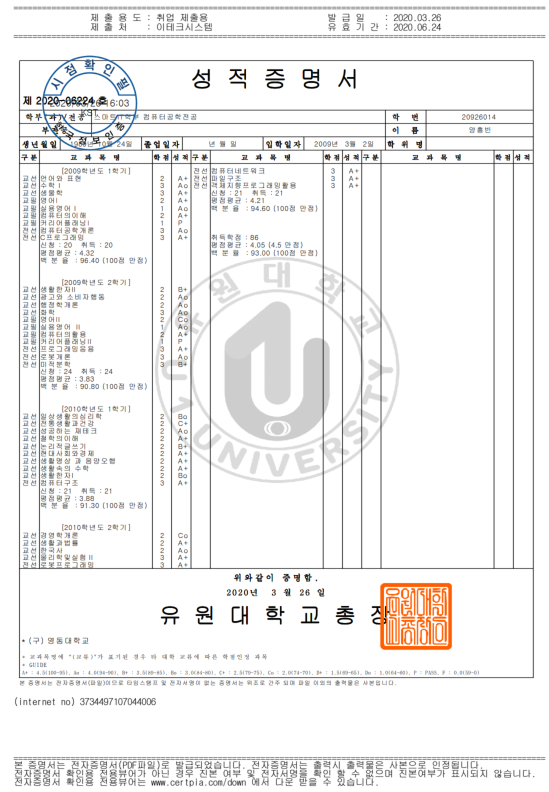 제 출 용 도 : 취업 제출용
발 급 일 : 2020.03.26
제 출 처 : 이테크시스템
유 효 기 간 : 2020.06.24
성 적 증 명 서
시점확인필
제 2020-06224 호
16:03
KST
한국정보인증
학부(과)/전공 스마트IT학부 컴퓨터공학전공
학 번 20926014
부전공
이 름 양홍빈
생년월일 24일 졸업일자 년 월 일 입학일자 2009년 3월 2일 학 위 명
구분 교 과 목 명 학점 성적 구분 교 과 목 명 학점 성적 구분 교 과 목 명 학점 성적
[2009학년도 1학기]
교선 언어와 표현 2 A+
교선 수학Ⅰ 3 Ao
교선 생물학 3 A+
교필 영어Ⅰ 2 A+
교필 실용영어Ⅰ 1 Ao
교필 컴퓨터의이해 2 A+
교필 커리어플래닝Ⅰ 1 P
전선 컴퓨터공학개론 3 Ao
전선 C프로그래밍 3 A+
신청 : 20 취득 : 20
평점평균 : 4.32
백 분 율 : 96.40 (100점 만점)
[2009학년도 2학기]
교선 생활한자Ⅱ 2 B+
교선 광고와 소비자행동 2 Ao
교선 행정학개론 2 Ao
교선 화학 3 Ao
교필 영어Ⅱ 2 Co
교필 실용영어Ⅱ 1 Ao
교필 컴퓨터의활용 2 A+
교필 커리어플래닝Ⅱ 1 P
전선 프로그래밍응용 3 A+
전선 로봇개론 3 Ao
전선 미적분학 3 B+
신청 : 24 취득 : 24
평점평균 : 3.83
백 분 율 : 90.80 (100점 만점)
[2010학년도 1학기]
교선 일상생활의심리학 2 Bo
교선 전통생활과건강 2 C+
교선 성공하는 재테크 2 Ao
교선 철학의이해 2 A+
교선 논리적글쓰기 2 B+
교선 현대사회와경제 2 A+
교선 생활명상 과 음양오행 2 A+
교선 생활속의 수학 2 A+
교선 생활한자Ⅰ 2 Bo
전선 컴퓨터구조 3 A+
신청 : 21 취득 : 21
평점평균 : 3.88
백 분 율 : 91.30 (100점 만점)
[2010학년도 2학기]
교선 경영학개론 2 Co
교선 생활과법률 2 A+
교선 한국사 2 Ao
교선 물리학및실험Ⅱ 3 A+
전선 로봇프로그래밍 3 A+
전선 컴퓨터네트워크 3 A+
전선 파일구조 3 A+
전선 객체지향프로그래밍활용 3 A+
신청 : 21 취득 : 21
평점평균 : 4.21
백 분 율 : 94.60 (100점 만점)
취득학점 : 86
평점평균 : 4.05 (4.5 만점)
백 분 율 : 93.00 (100점 만점)
유원대학교
U1 UNIVERSITY
위와같이 증명함.
2020년 3 월 26 일
유 원 대 학 교 총 장
유원대학교총장인
* (구) 영동대학교
* 교과목명에 "(교류)"가 표기된 경우 타 대학 교류에 따른 학점인정 과목
* GUIDE
A+ : 4.5(100-95), Ao : 4.0(94-90), B+ : 3.5(89-85), Bo : 3.0(84-80), C+ : 2.5(79-75), Co : 2.0(74-70), D+ : 1.5(69-65), Do : 1.0(64-60), P : PASS, F : 0.0(59-0)
본 증명서는 전자증명서(파일)이므로 타임스탬프 및 전자서명이 없는 증명서는 위조로 간주 되며 파일 이외의 출력물은 사본입니다.
(internet no) 3734497107044006
본 증명서는 전자증명서(PDF파일)로 발급되었습니다. 전자증명서는 출력시 출력물은 사본으로 인정됩니다.
전자증명서 확인용 전용뷰어가 아닌 경우 진본 여부 및 전자서명을 확인 할 수 없으며 진본여부가 표시되지 않습니다.
전자증명서 확인용 전용뷰어는 www.certpia.com/down 에서 다운 받을 수 있습니다.